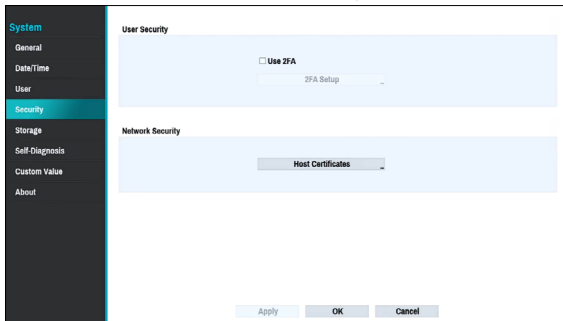 System
General
Date/Time
User
Security
Storage
Self-Diagnosis
Custom Value
About
User Security
Use 2FA
2FA Setup
Network Security
Host Certificates
Apply
OK
Cancel